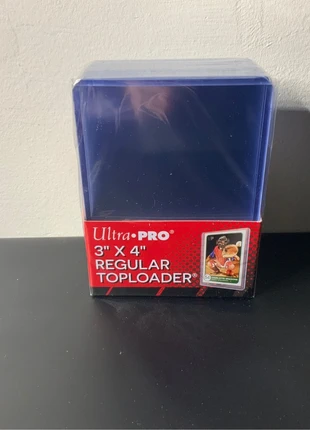 Ultra•PRO®
3" X 4"
REGULAR
TOPLOADER®